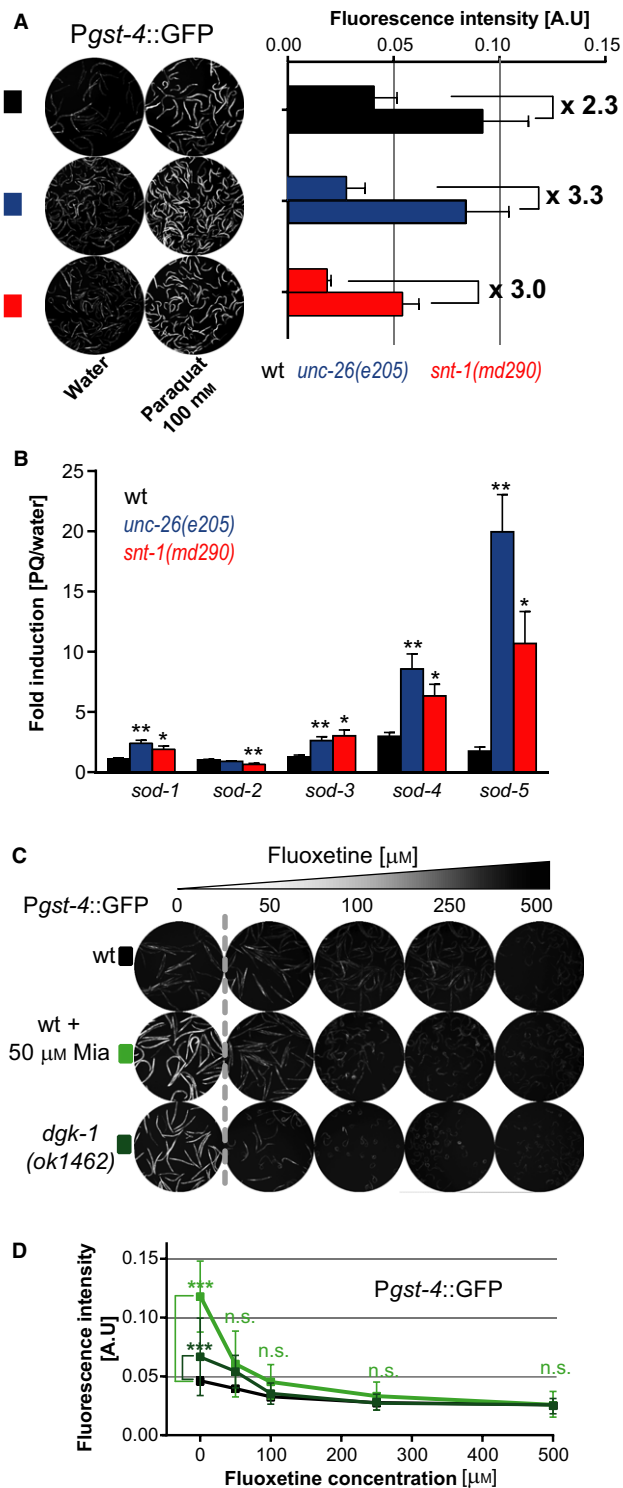 A
Pgst-4::GFP
Fluorescence intensity [A.U]
0.00 0.05 0.10 0.15
x 2.3
x 3.3
x 3.0
Water
Paraquat
100 mM
wt unc-26(e205) snt-1(md290)
B
Fold induction [PQ/water]
25
20
15
10
5
0
wt
unc-26(e205)
snt-1(md290)
** *
**
** *
** *
** *
sod-1 sod-2 sod-3 sod-4 sod-5
C
Fluoxetine [µM]
Pgst-4::GFP
0 50 100 250 500
wt
wt +
50 µM Mia
dgk-1
(ok1462)
D
Fluorescence intensity
[A.U]
0.15
0.10
0.05
0.00
Pgst-4::GFP
***
***
n.s. n.s. n.s. n.s.
0 100 200 300 400 500
Fluoxetine concentration [µM]